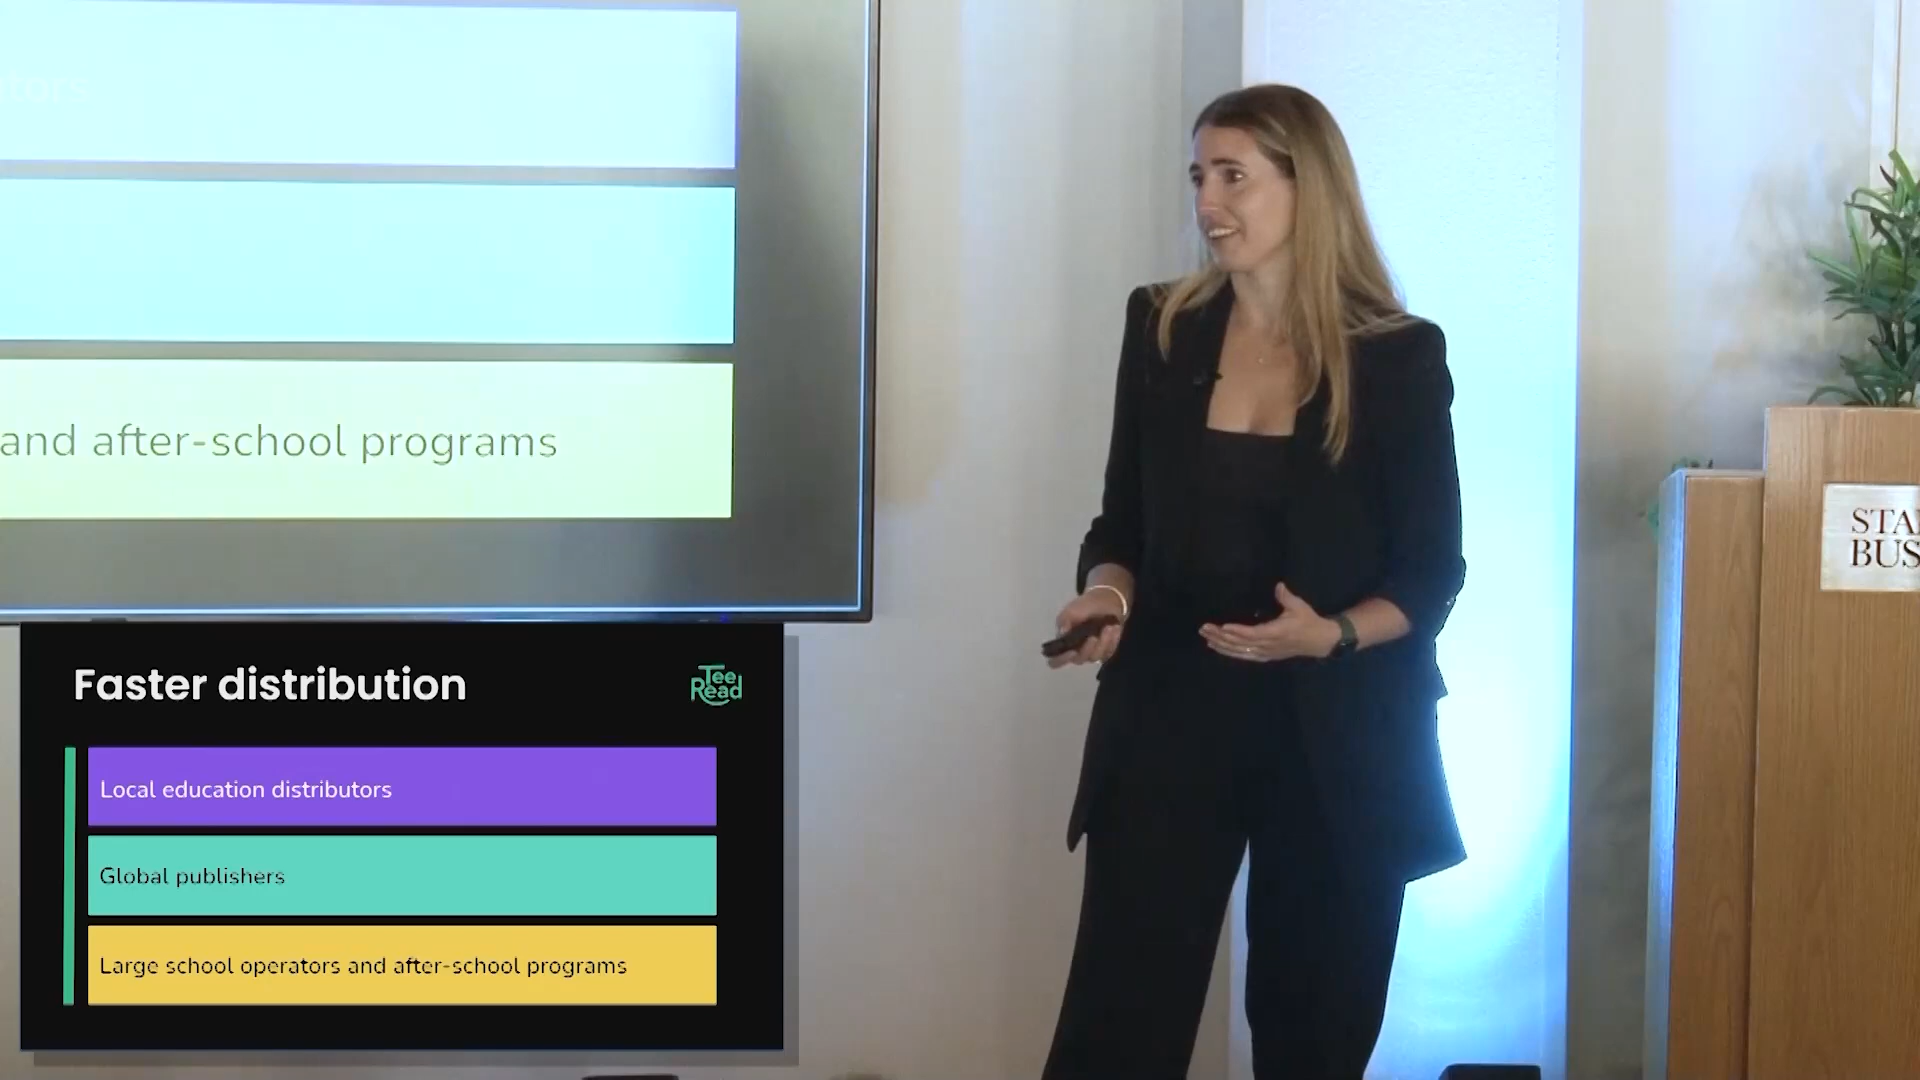 and after-school programs
Faster distribution
Tee
Read
Local education distributors
Global publishers
Large school operators and after-school programs
STA
BUS